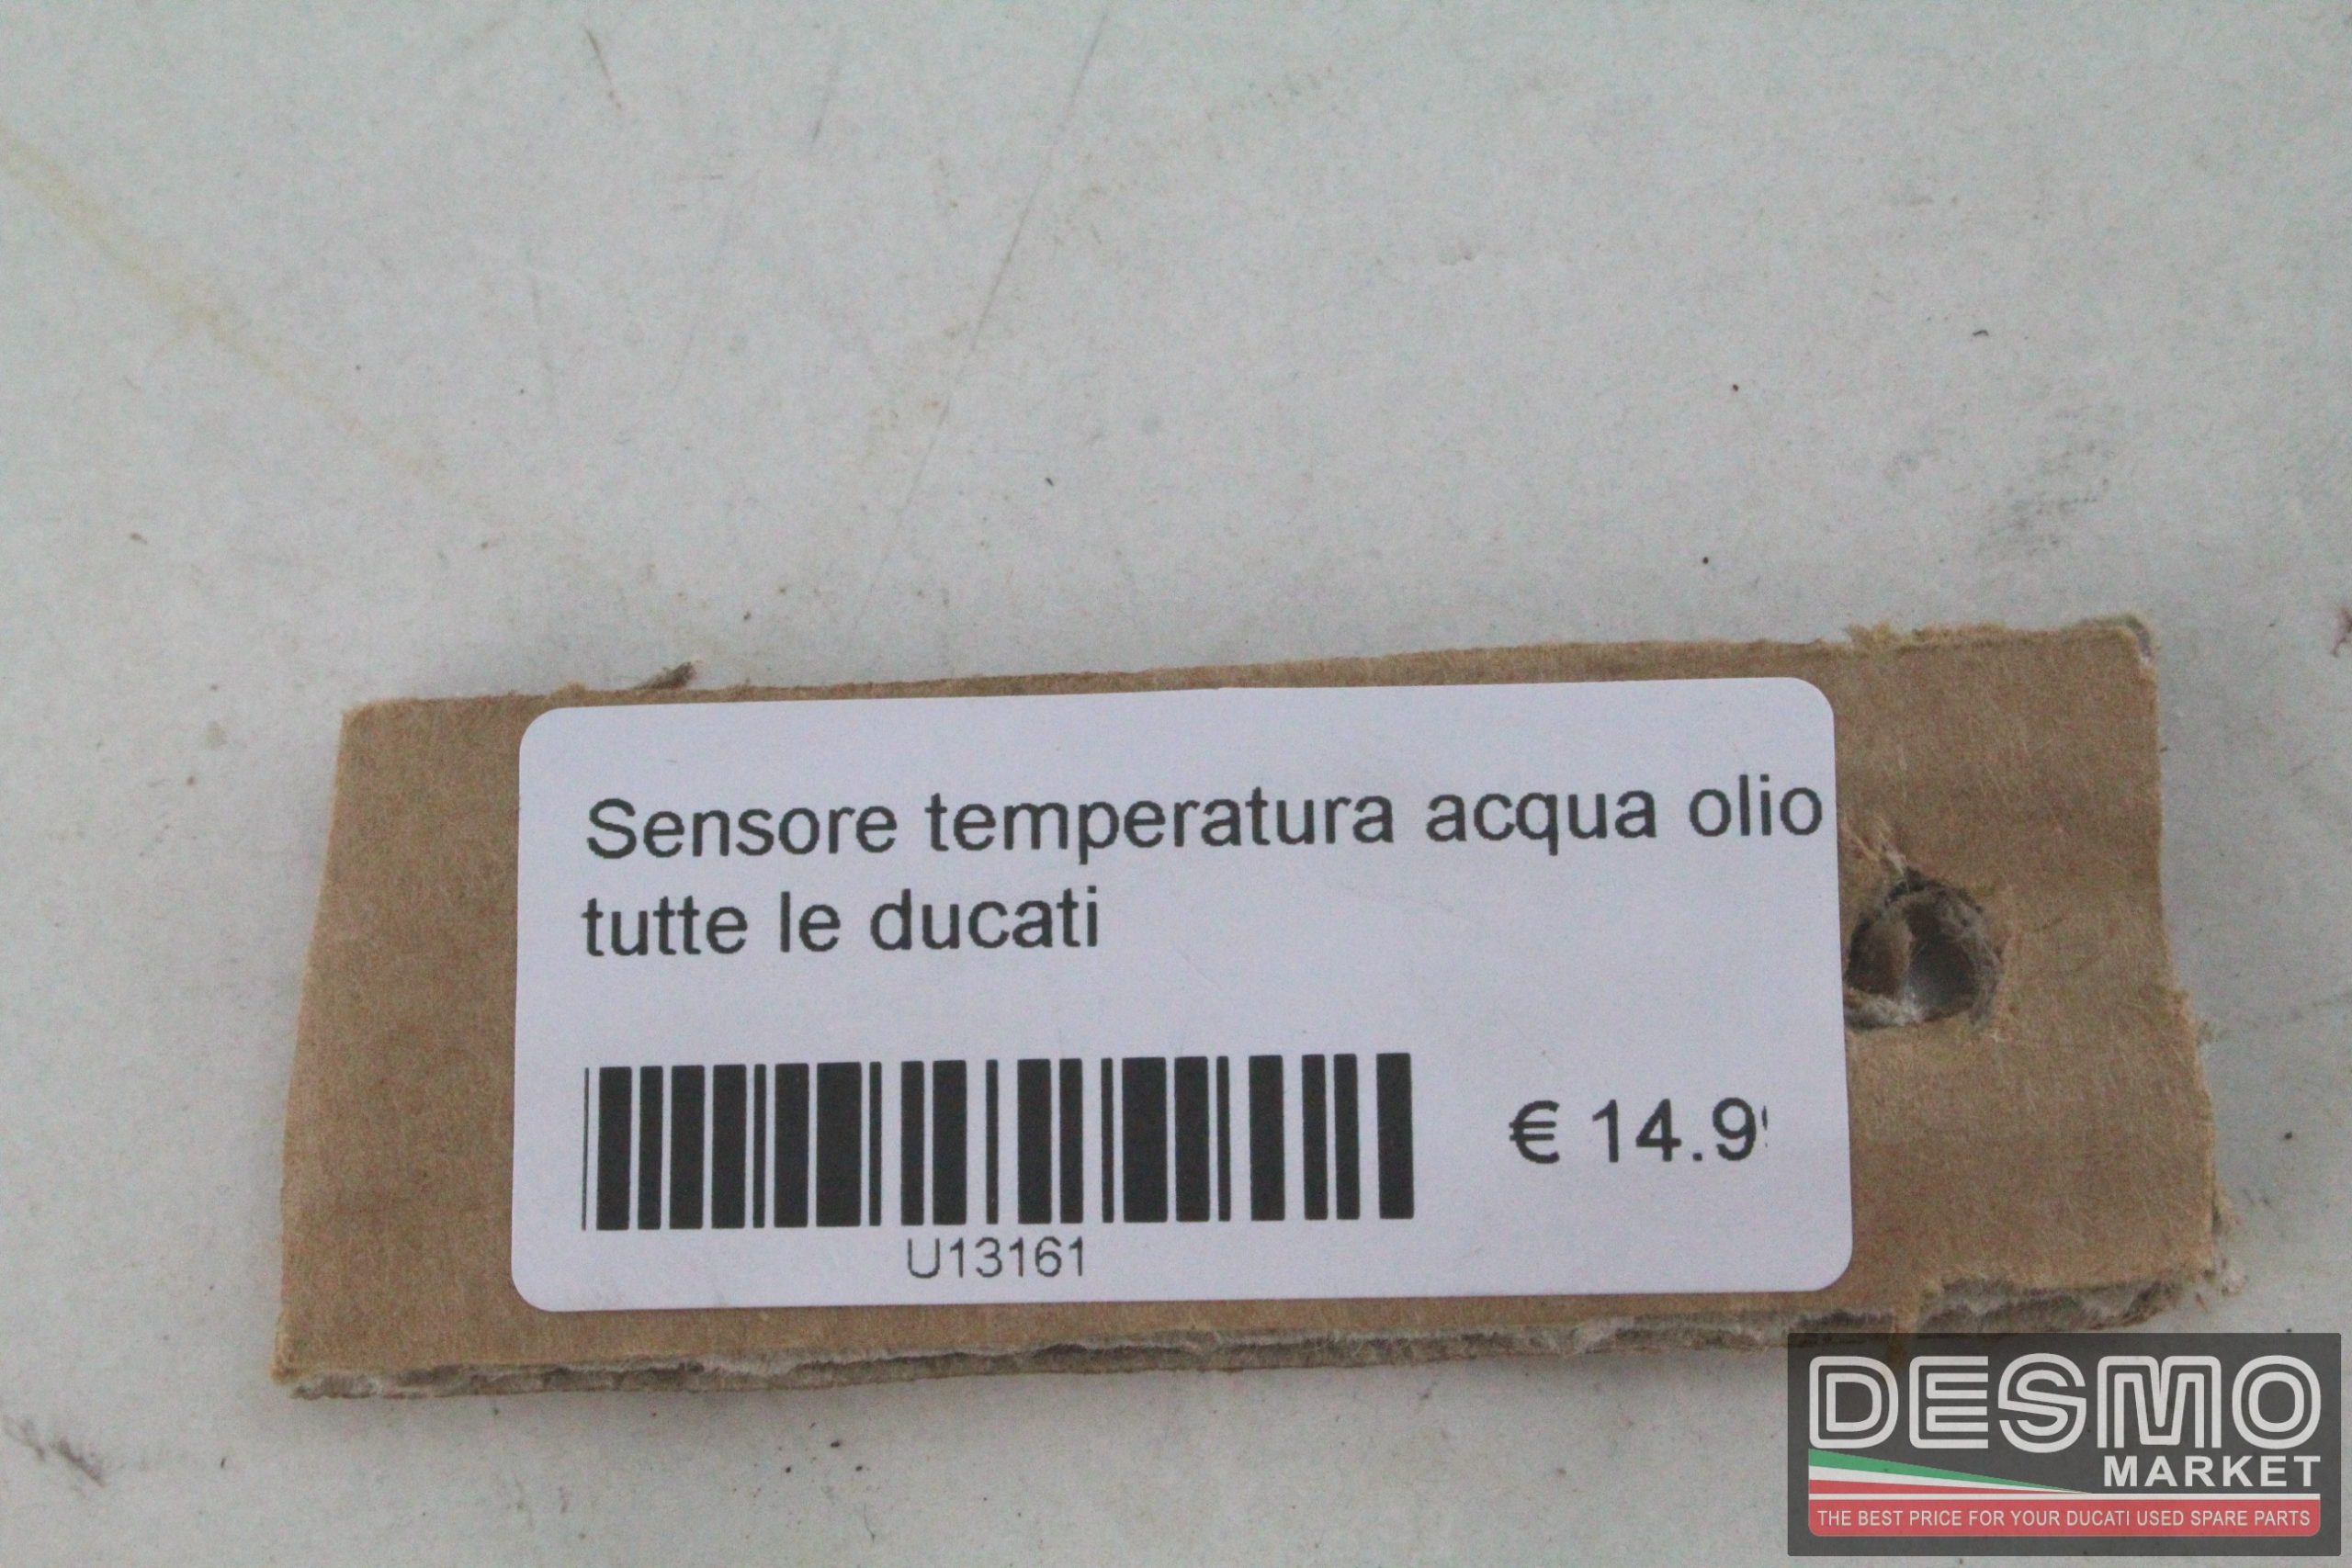 Sensore temperatura acqua olio
tutte le ducati
U13161
€ 14.9
DESMO
MARKET
THE BEST PRICE FOR YOUR DUCATI USED SPARE PARTS